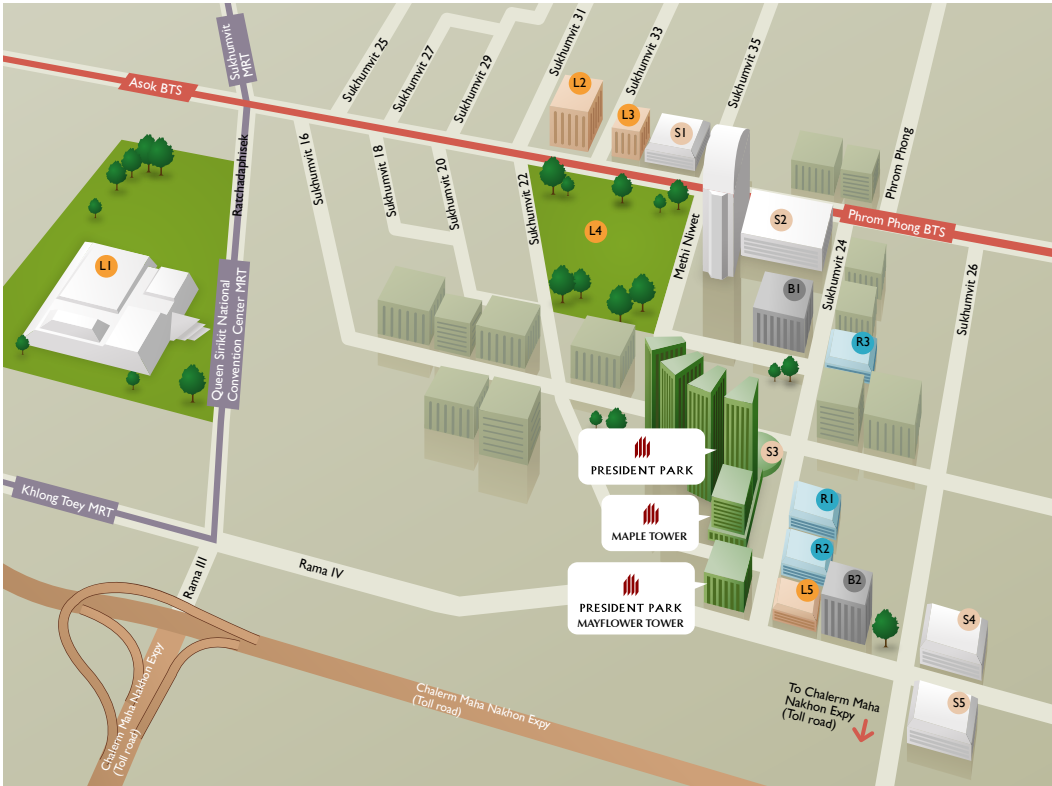 Sukhumvit
MRT
Asok BTS
Sukhumvit 25
Sukhumvit 27
Sukhumvit 29
Sukhumvit 31
Sukhumvit 33
Sukhumvit 35
Phrom Phong
L2
L3
S1
S2
Phrom Phong BTS
Ratchadaphisek
Sukhumvit 16
Sukhumvit 18
Sukhumvit 20
Sukhumvit 22
L4
Methi Niwet
Sukhumvit 24
Sukhumvit 26
L1
Queen Sirikit National
Convention Center MRT
B1
R3
PRESIDENT PARK
S3
Khlong Toey MRT
MAPLE TOWER
R1
R2
B2
L5
PRESIDENT PARK
MAYFLOWER TOWER
Rama III
Rama IV
S4
S5
Chalerm Maha Nakhon Expy
(Toll road)
Chalerm Maha Nakhon Expy
(Toll road)
To Chalerm Maha
Nakhon Expy
(Toll road)